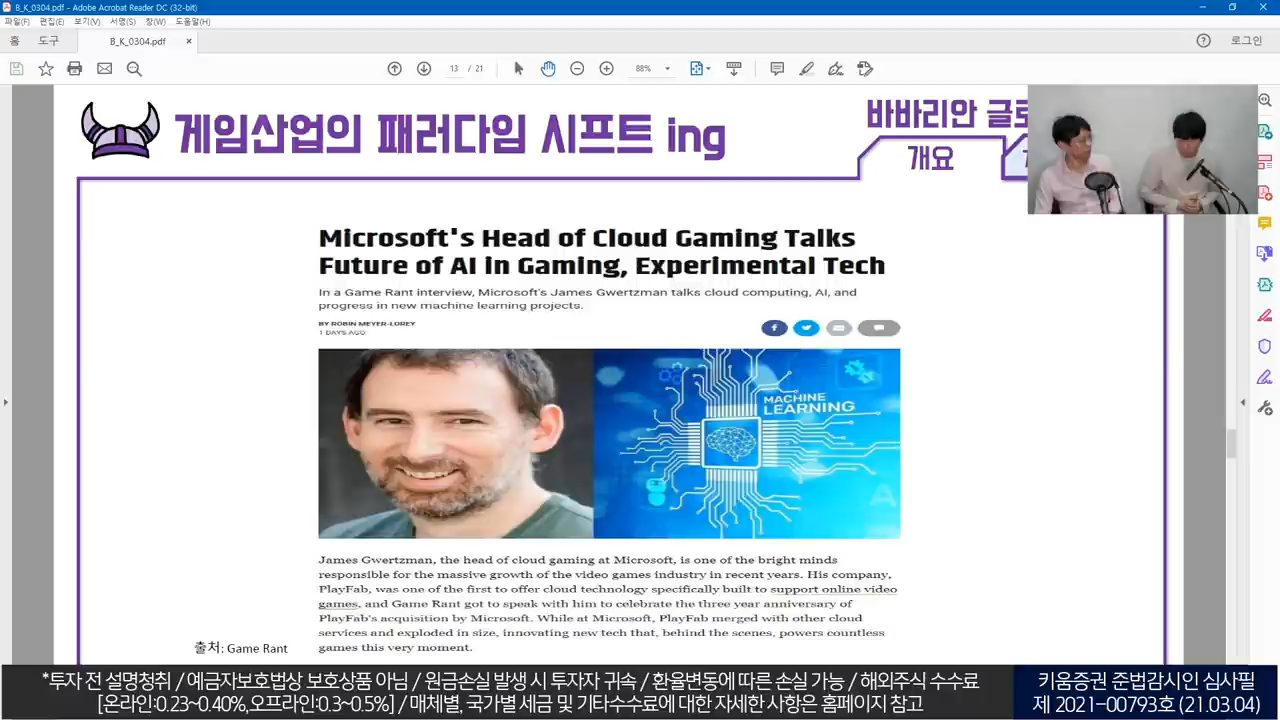 B_K_0304.pdf - Adobe Acrobat Reader DC (32-bit)
파일(F) 편집(E) 보기(V) 서명(S) 창(W) 도움말(H)
홈 도구 B_K_0304.pdf × 로그인
13 / 21 88%
게임산업의 패러다임 시프트 ing
바바리안 글로
개요
Microsoft's Head of Cloud Gaming Talks
Future of AI in Gaming, Experimental Tech
In a Game Rant interview, Microsoft's James Gwertzman talks cloud computing, AI, and
progress in new machine learning projects.
BY ROBIN MEYER-LOREY
1 DAYS AGO
MACHINE
LEARNING
A
James Gwertzman, the head of cloud gaming at Microsoft, is one of the bright minds
responsible for the massive growth of the video games industry in recent years. His company,
PlayFab, was one of the first to offer cloud technology specifically built to support online video
games, and Game Rant got to speak with him to celebrate the three year anniversary of
PlayFab's acquisition by Microsoft. While at Microsoft, PlayFab merged with other cloud
services and exploded in size, innovating new tech that, behind the scenes, powers countless
games this very moment.
출처: Game Rant
*투자 전 설명청취 / 예금자보호법상 보호상품 아님 / 원금손실 발생 시 투자자 귀속 / 환율변동에 따른 손실 가능 / 해외주식 수수료
[온라인:0.23~0.40%,오프라인:0.3~0.5%] / 매체별, 국가별 세금 및 기타수수료에 대한 자세한 사항은 홈페이지 참고
키움증권 준법감시인 심사필
제 2021-00793호 (21.03.04)